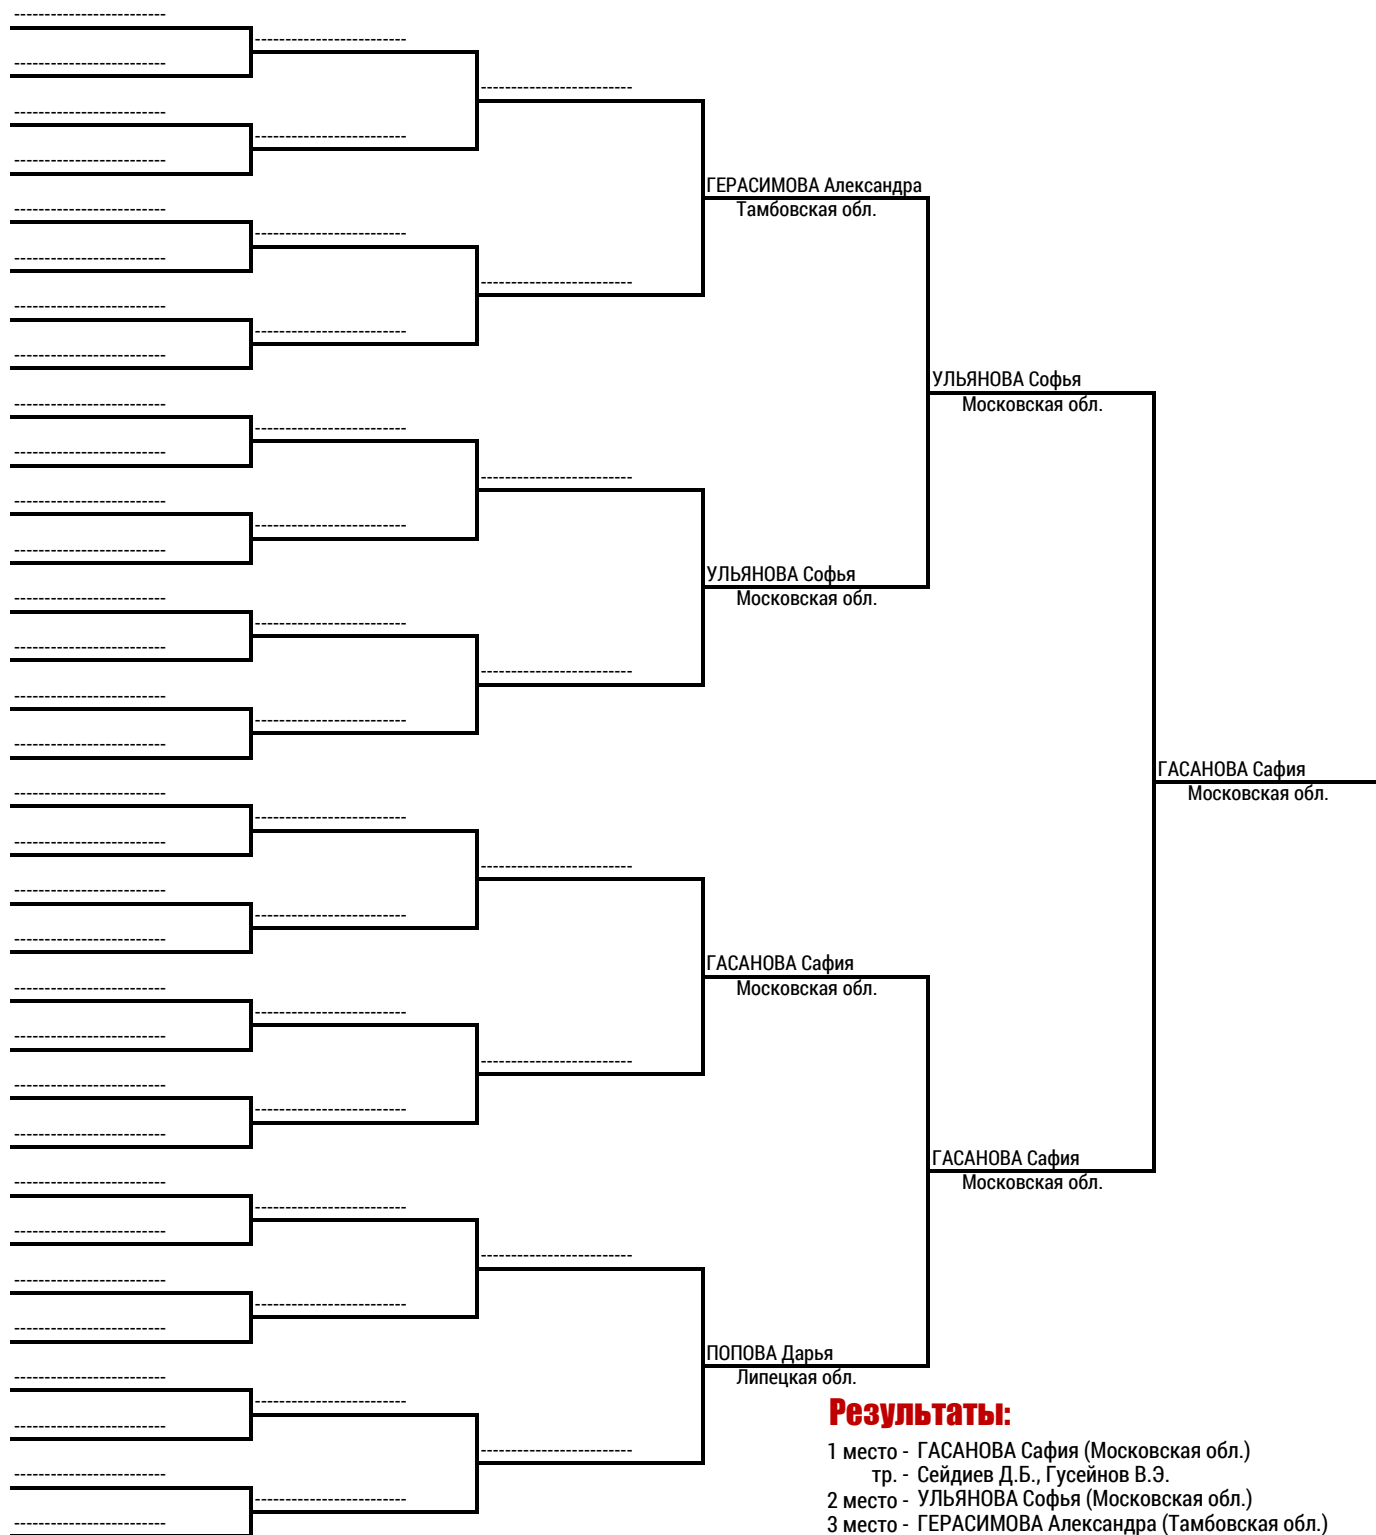 ГЕРАСИМОВА Александра
Тамбовская обл.
УЛЬЯНОВА Софья
Московская обл.
УЛЬЯНОВА Софья
Московская обл.
ГАСАНОВА Сафия
Московская обл.
ГАСАНОВА Сафия
Московская обл.
ГАСАНОВА Сафия
Московская обл.
ПОПОВА Дарья
Липецкая обл.
Результаты:
1 место - ГАСАНОВА Сафия (Московская обл.)
тр. - Сейдиев Д.Б., Гусейнов В.Э.
2 место - УЛЬЯНОВА Софья (Московская обл.)
3 место - ГЕРАСИМОВА Александра (Тамбовская обл.)